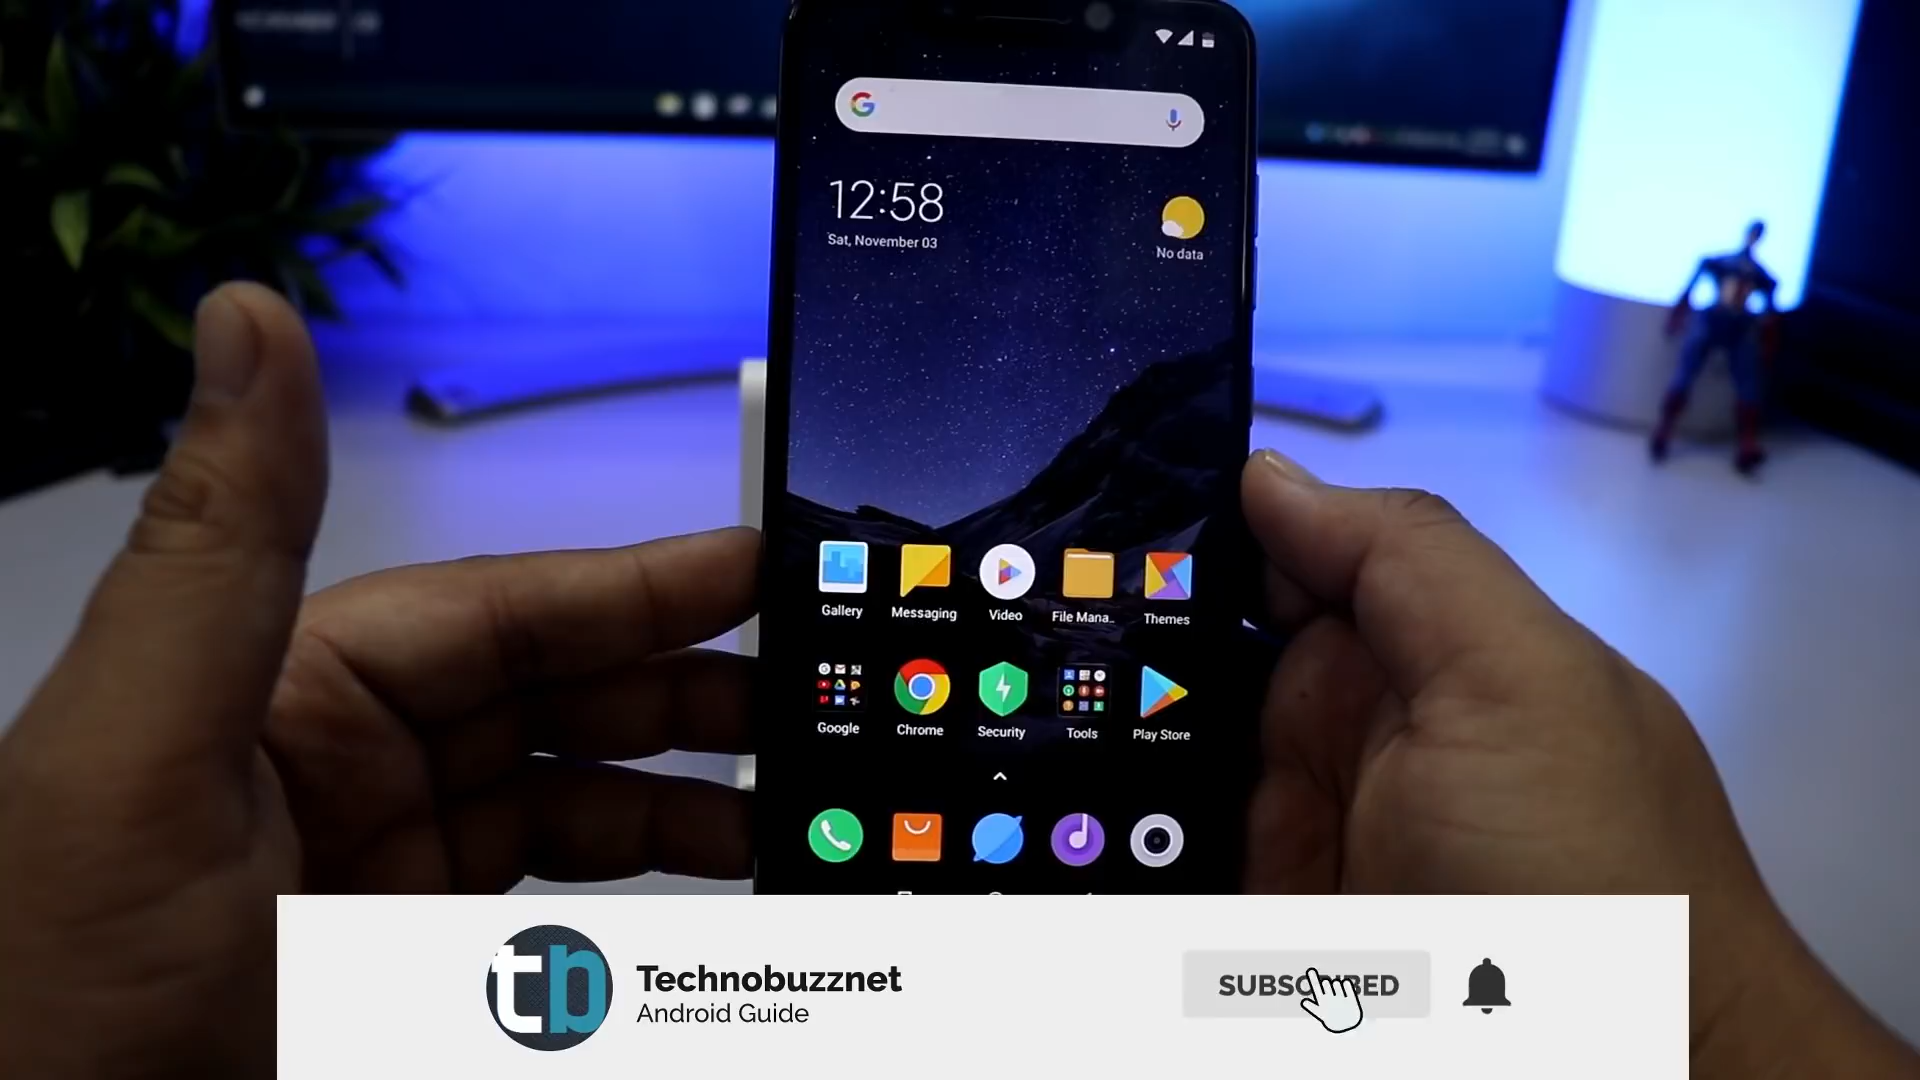 12:58
Sat, November 03
No data
Gallery
Messaging
Video
File Mana..
Themes
Google
Chrome
Security
Tools
Play Store
tb
Technobuzznet
Android Guide
SUBSCRIBED